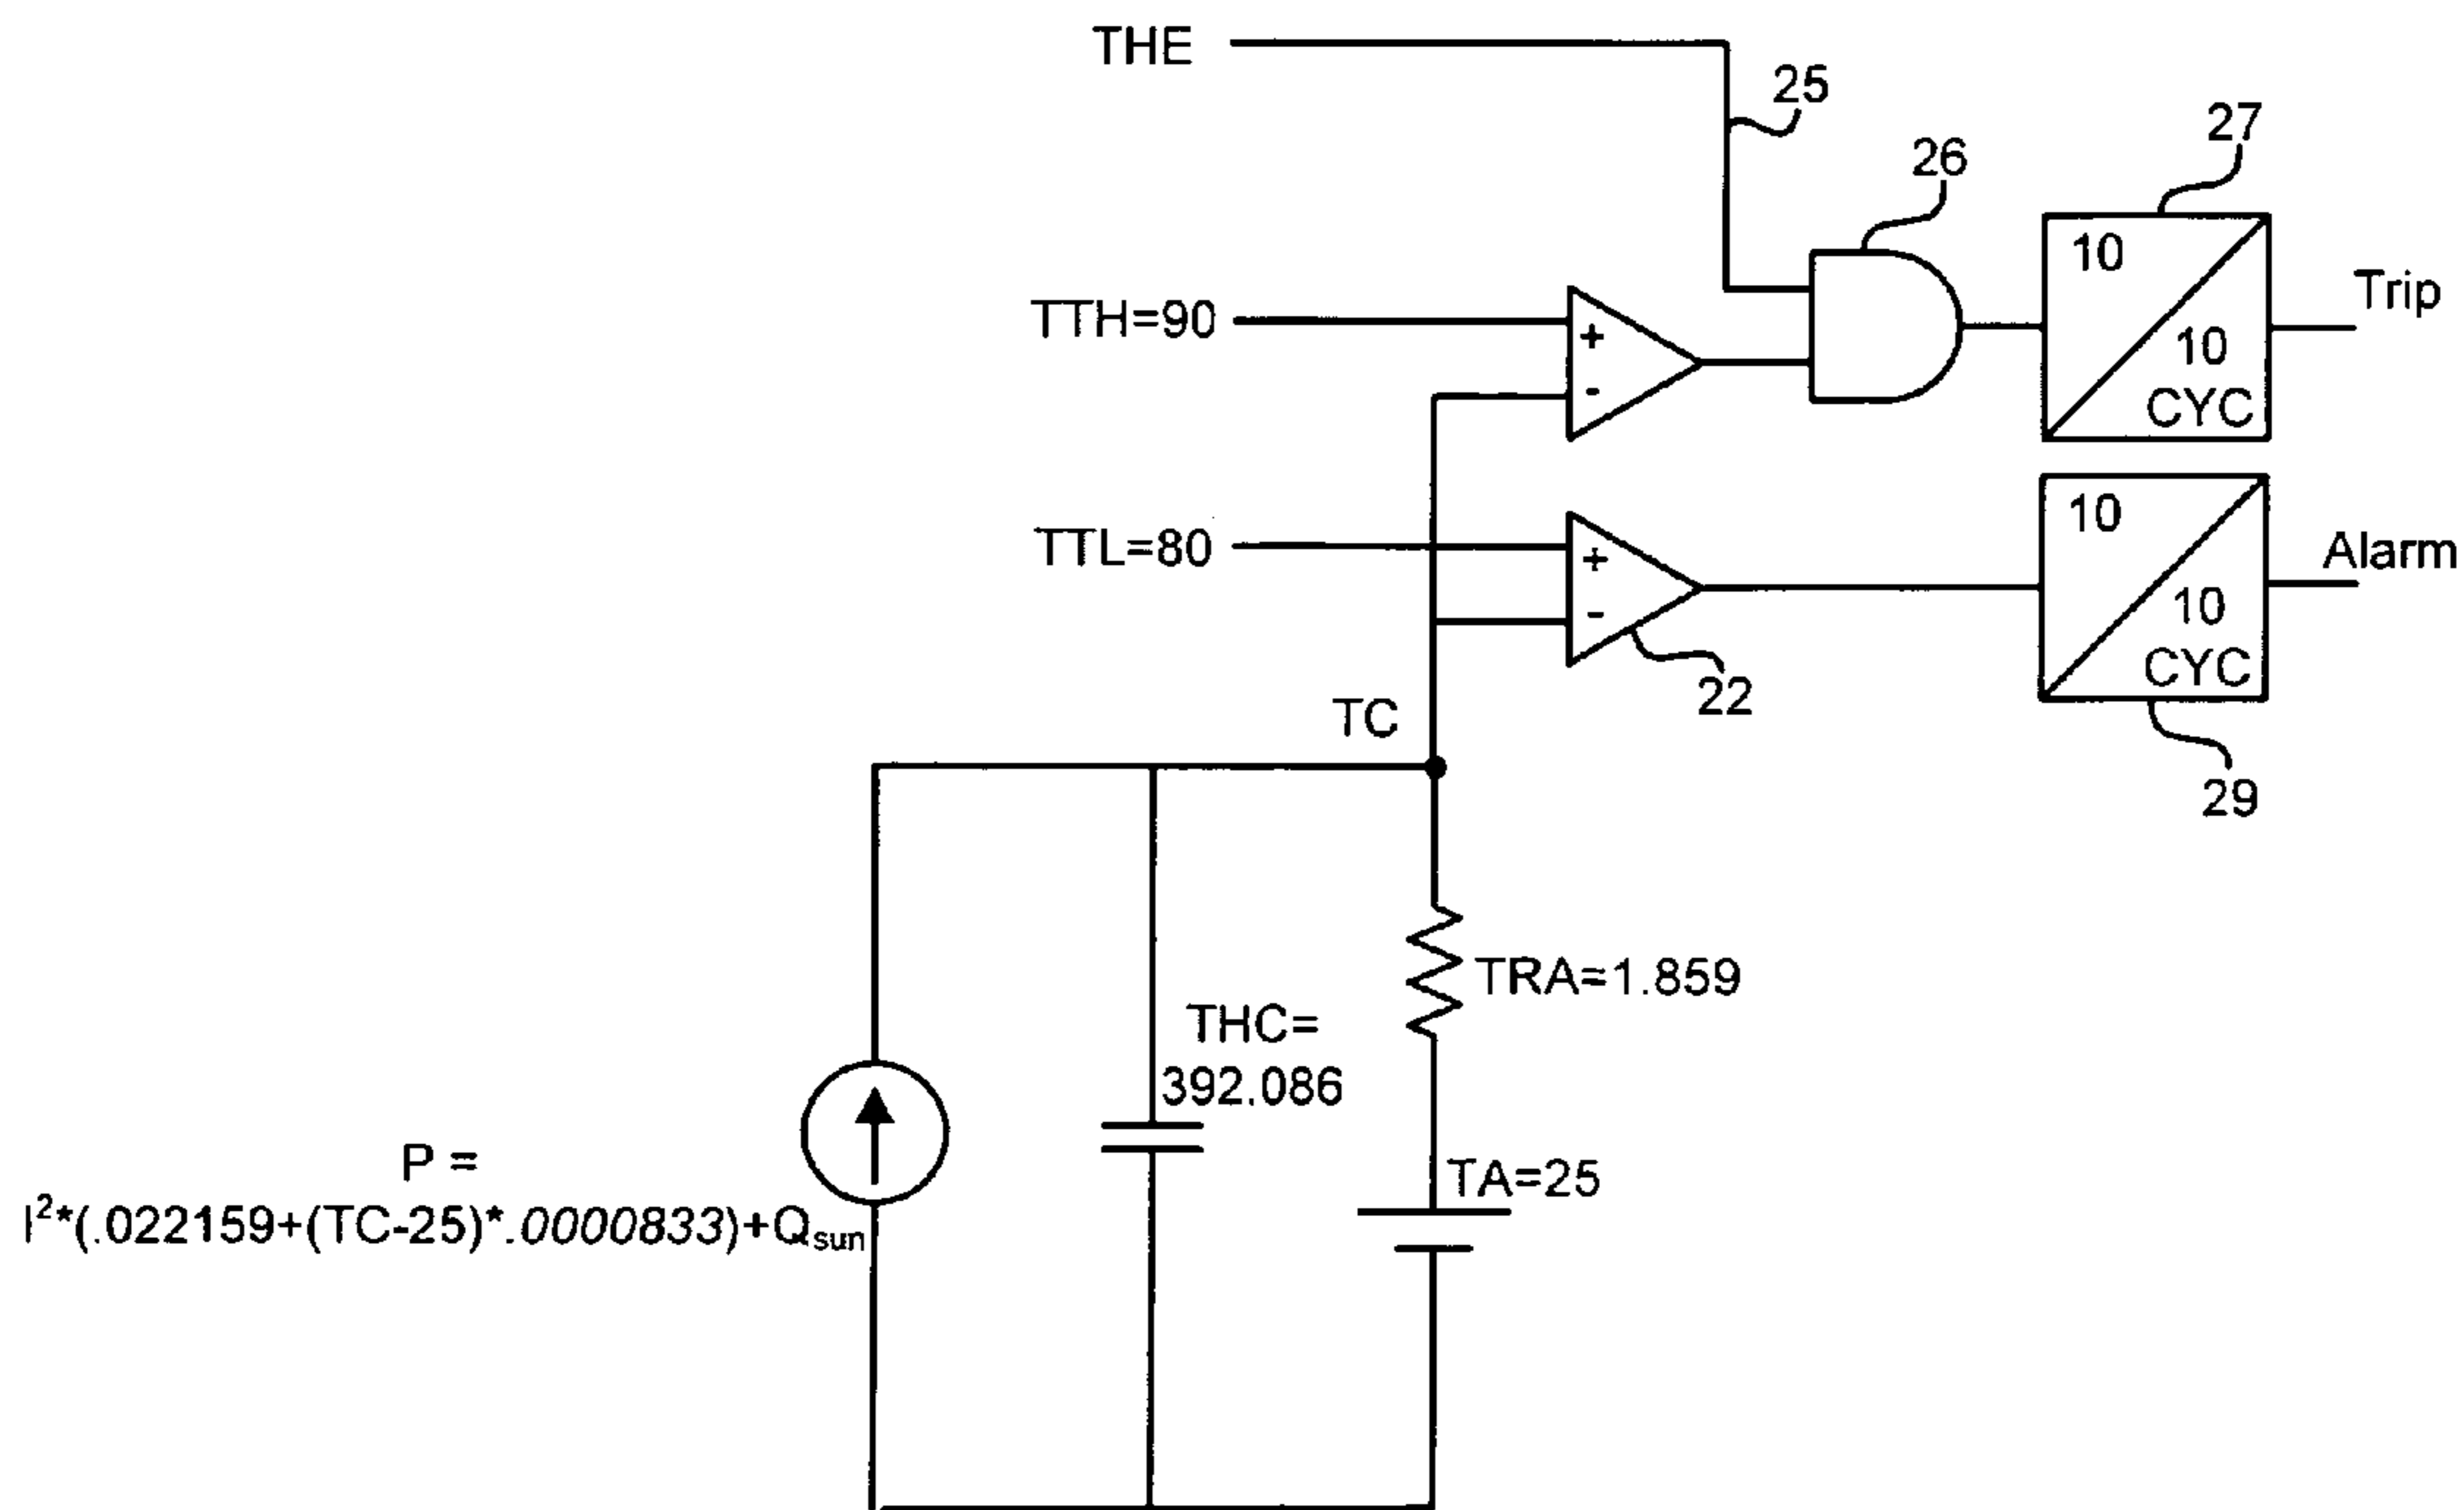 THE
25
26
27
10
10
CYC
Trip
TTH=90
+
-
TTL=80
+
-
22
10
10
CYC
Alarm
29
TC
TRA=1.859
THC=
392.086
TA=25
P =
I²*(.022159+(TC-25)*.0000833)+Qsun